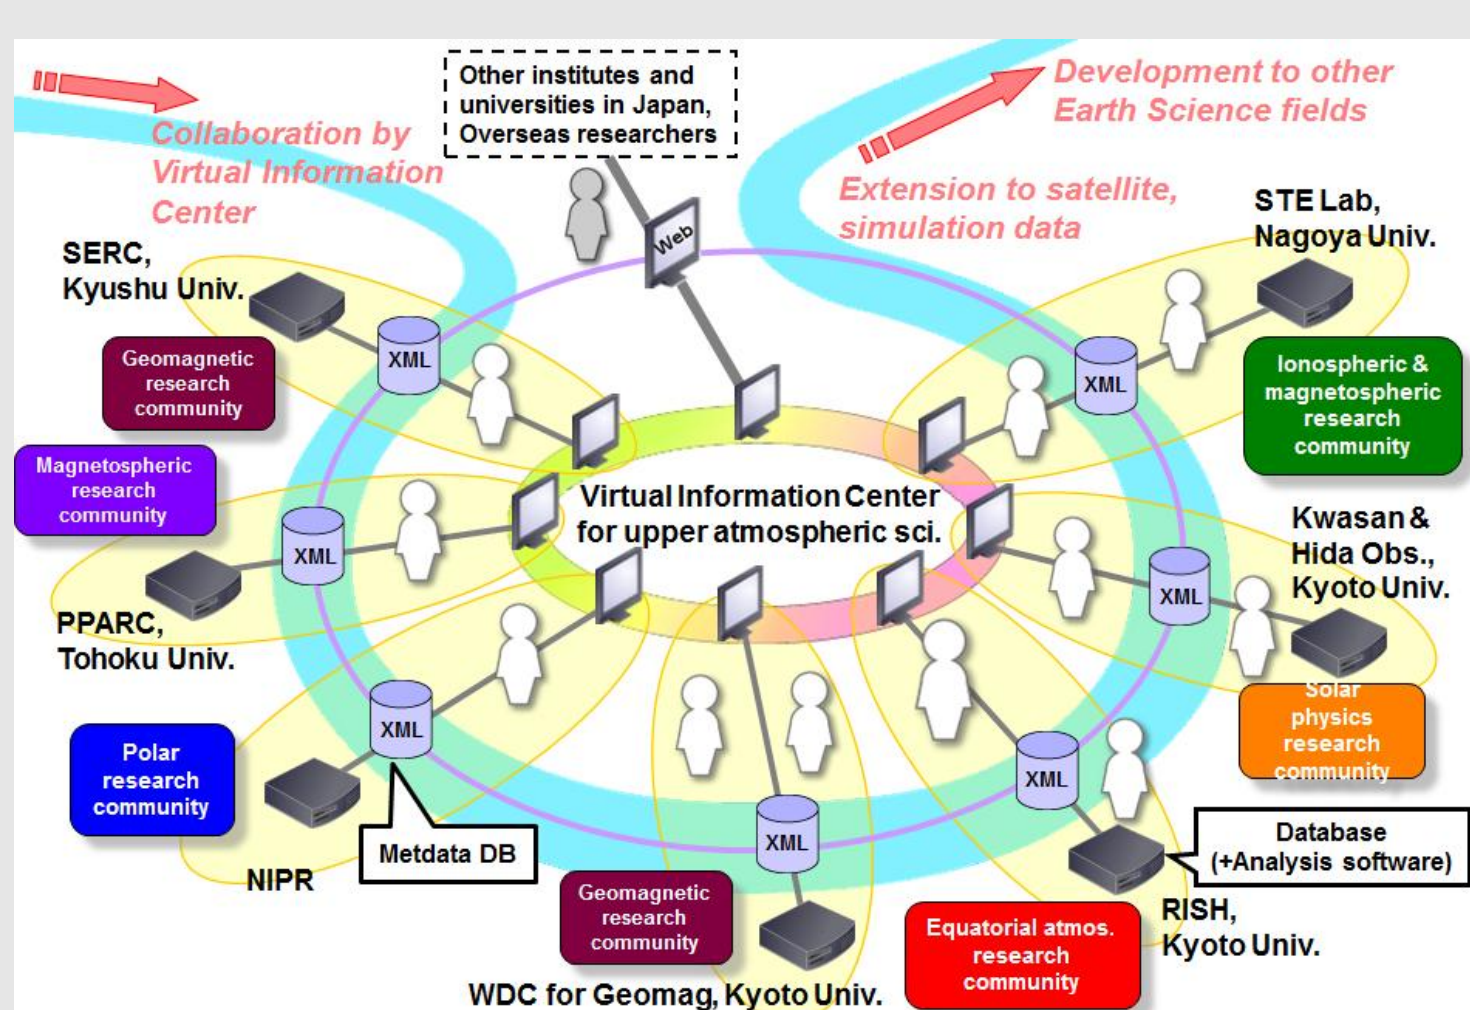 Other institutes and
universities in Japan,
Overseas researchers
Development to other
Earth Science fields
Collaboration by
Virtual Information
Center
Extension to satellite,
simulation data
STE Lab,
Nagoya Univ.
SERC,
Kyushu Univ.
Web
XML
Geomagnetic
research
community
XML
Ionospheric &
magnetospheric
research
community
Magnetospheric
research
community
Virtual Information Center
for upper atmospheric sci.
Kwasan &
Hida Obs.,
Kyoto Univ.
XML
XML
PPARC,
Tohoku Univ.
Solar
physics
research
community
XML
Polar
research
community
XML
Metdata DB
NIPR
XML
Database
(+Analysis software)
Geomagnetic
research
community
Equatorial atmos.
research
community
RISH,
Kyoto Univ.
WDC for Geomag, Kyoto Univ.